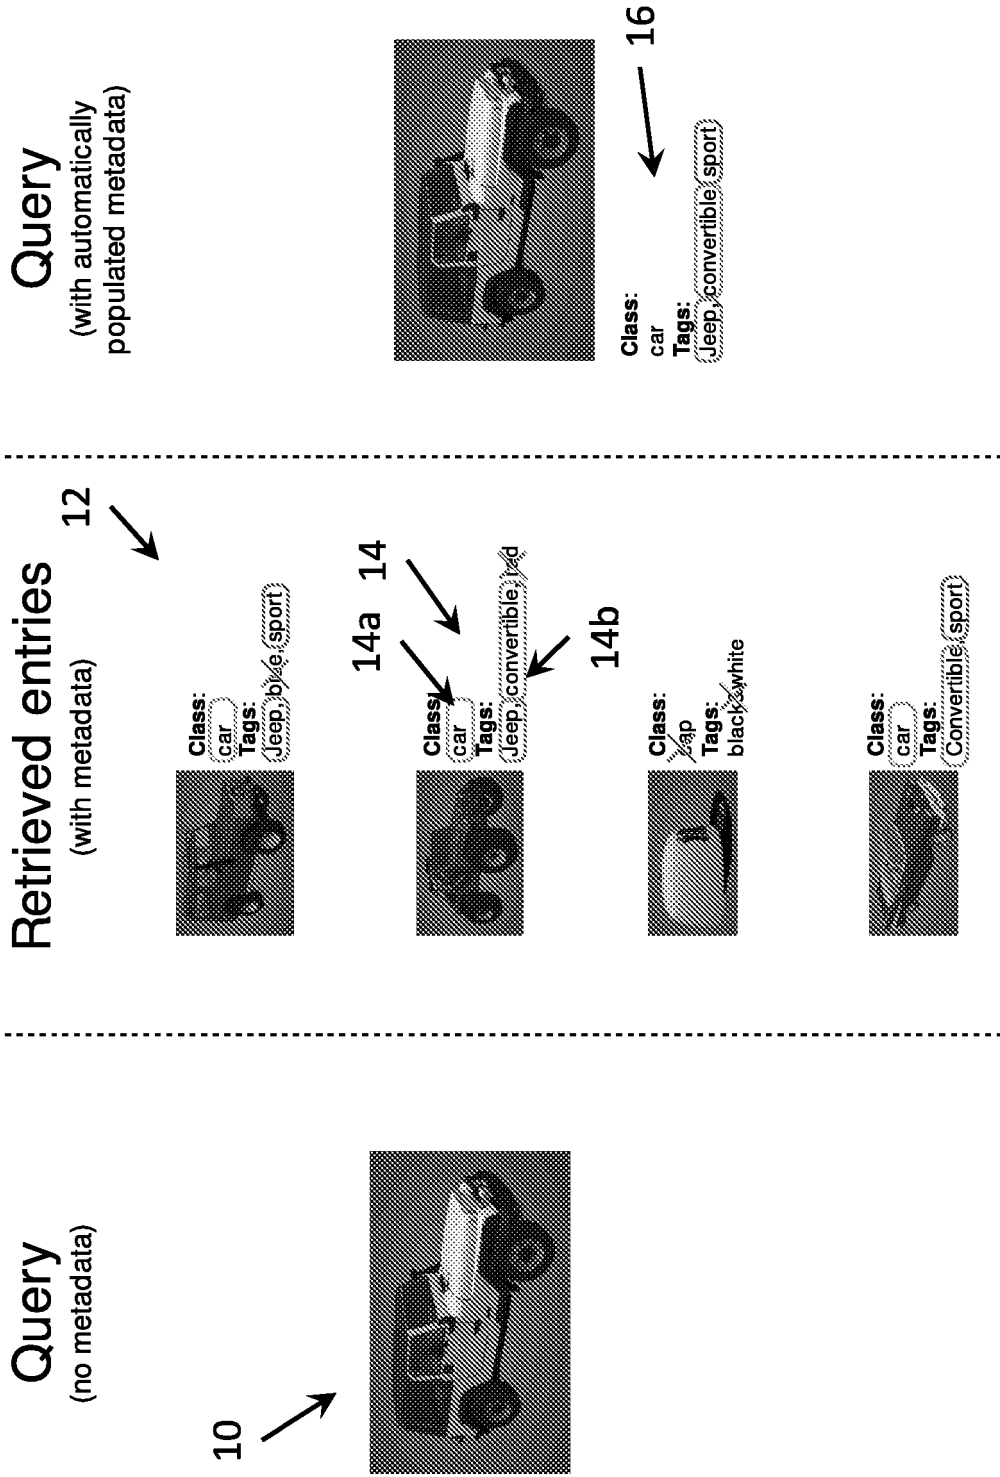 Query
(no metadata)
10
Retrieved entries
(with metadata)
12
Class:
car
Tags:
Jeep, blue, sport
14
14a
Class:
car
Tags:
Jeep, convertible, red
14b
Class:
cap
Tags:
black & white
Class:
car
Tags:
Convertible, sport
Query
(with automatically
populated metadata)
16
Class:
car
Tags:
Jeep, convertible, sport